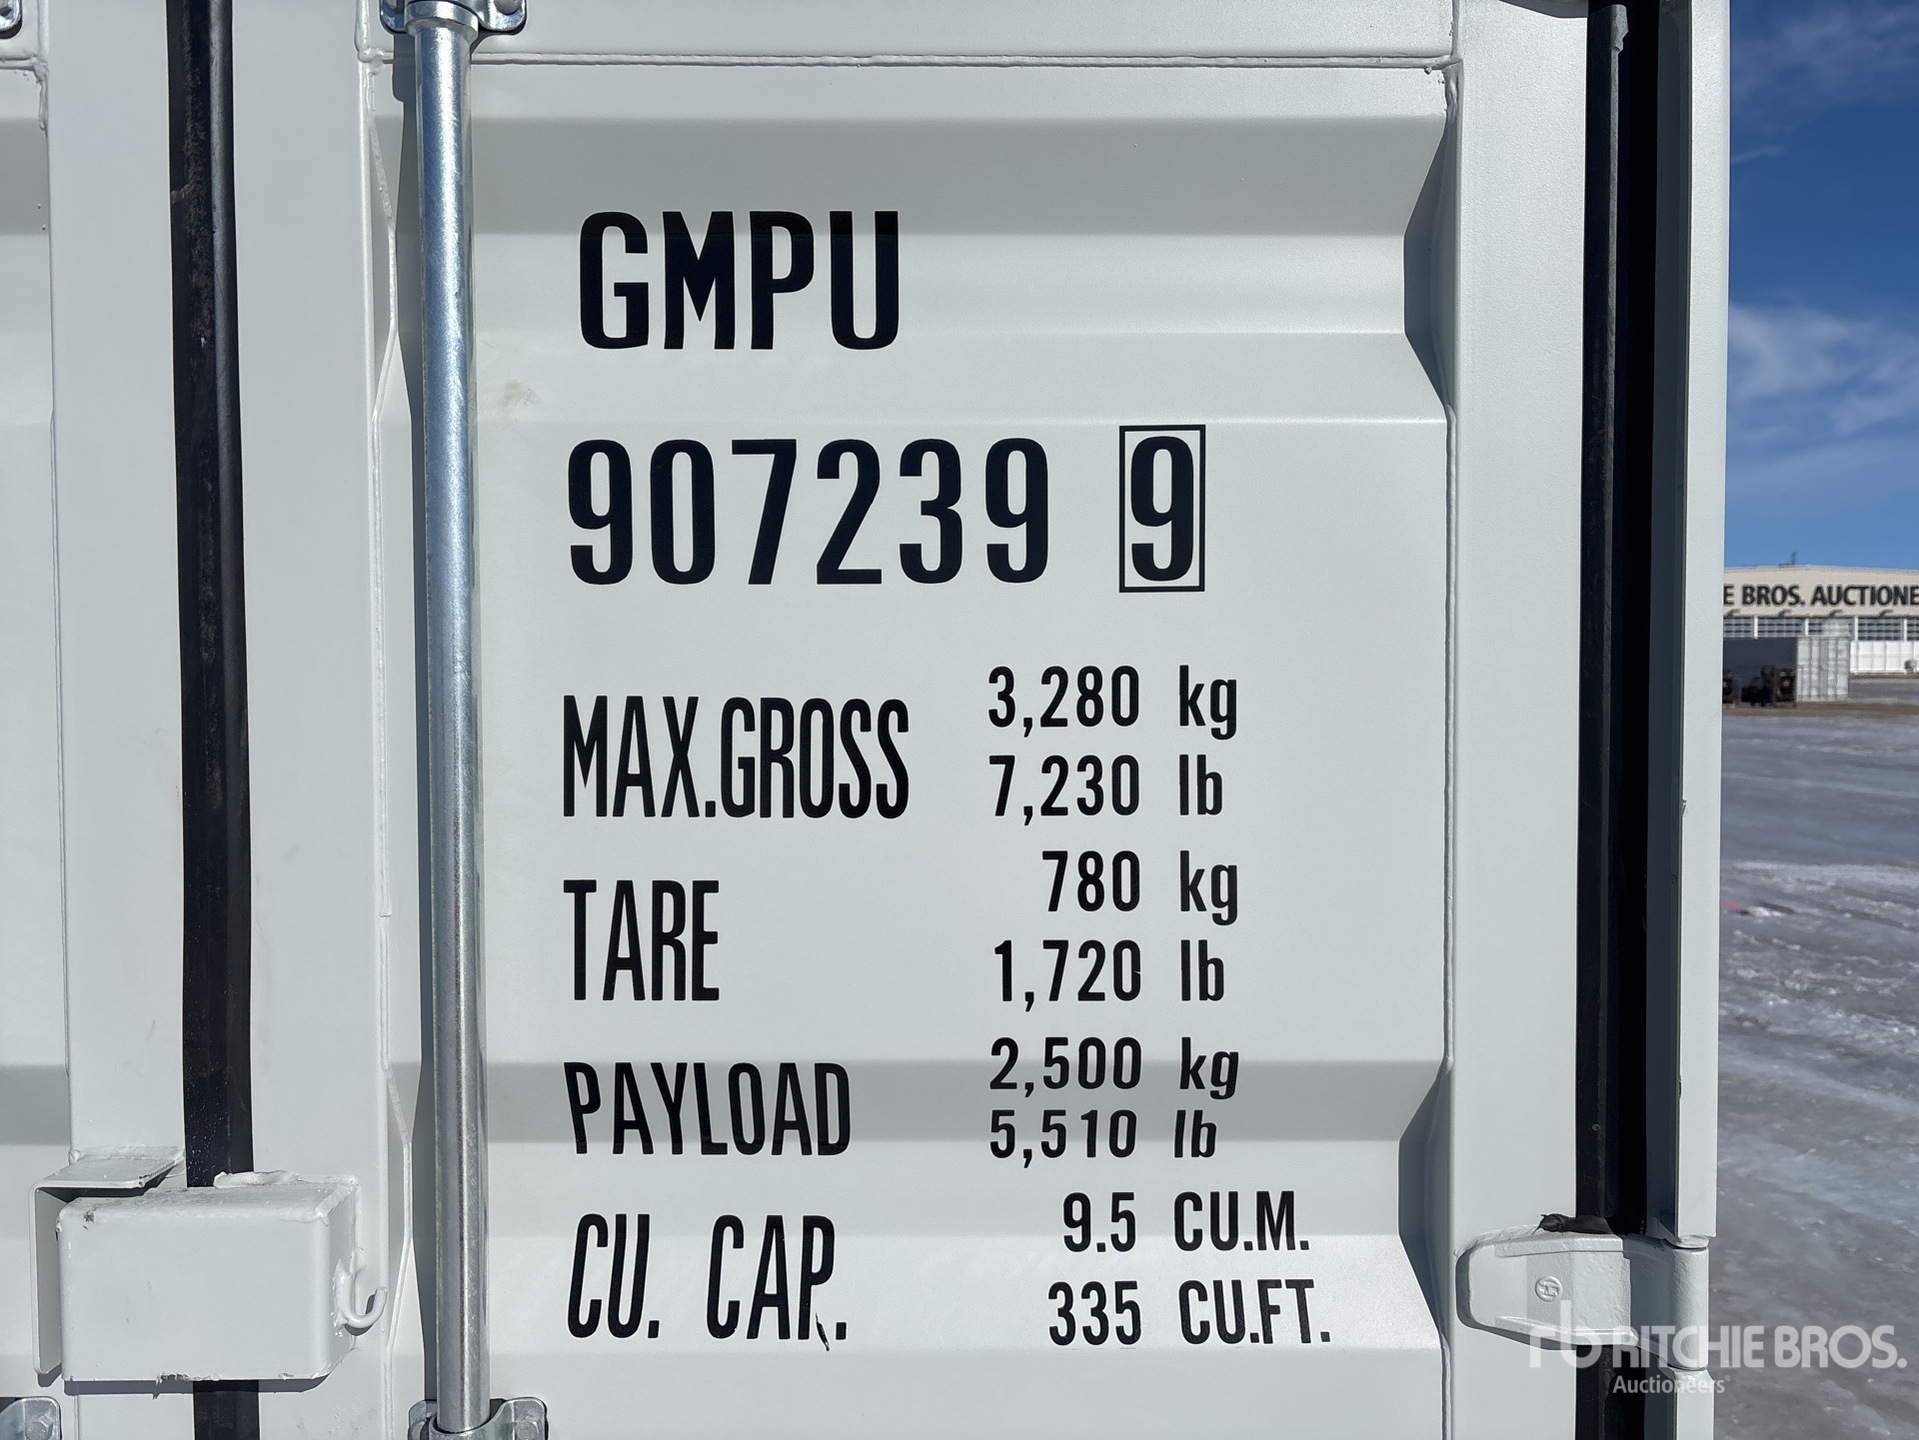 GMPU
907239 9
MAX.GROSS 3,280 kg
7,230 lb
TARE 780 kg
1,720 lb
PAYLOAD 2,500 kg
5,510 lb
CU. CAP. 9.5 CU.M.
335 CU.FT.
E BROS. AUCTIONE
rb RITCHIE BROS.
Auctioneers